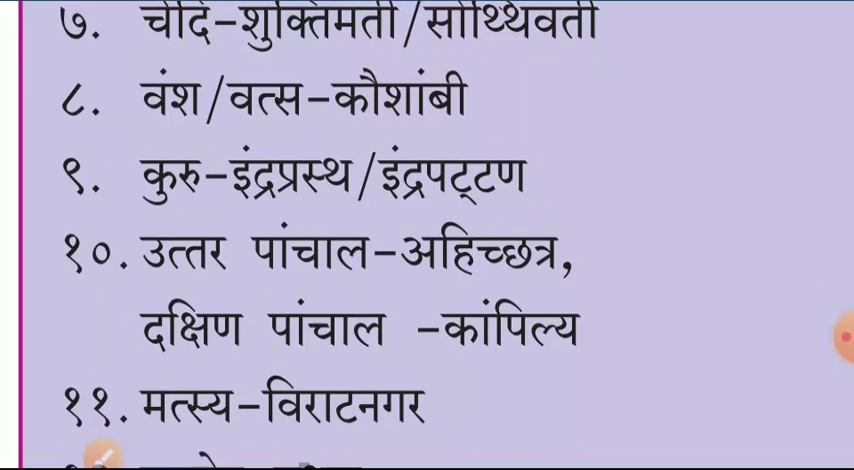 ७. चेदि-शुक्तिमती/सोत्थिवती
८. वंश/वत्स-कौशांबी
९. कुरु-इंद्रप्रस्थ/इंद्रपट्टण
१०. उत्तर पांचाल-अहिच्छत्र,
दक्षिण पांचाल -कांपिल्य
११. मत्स्य-विराटनगर